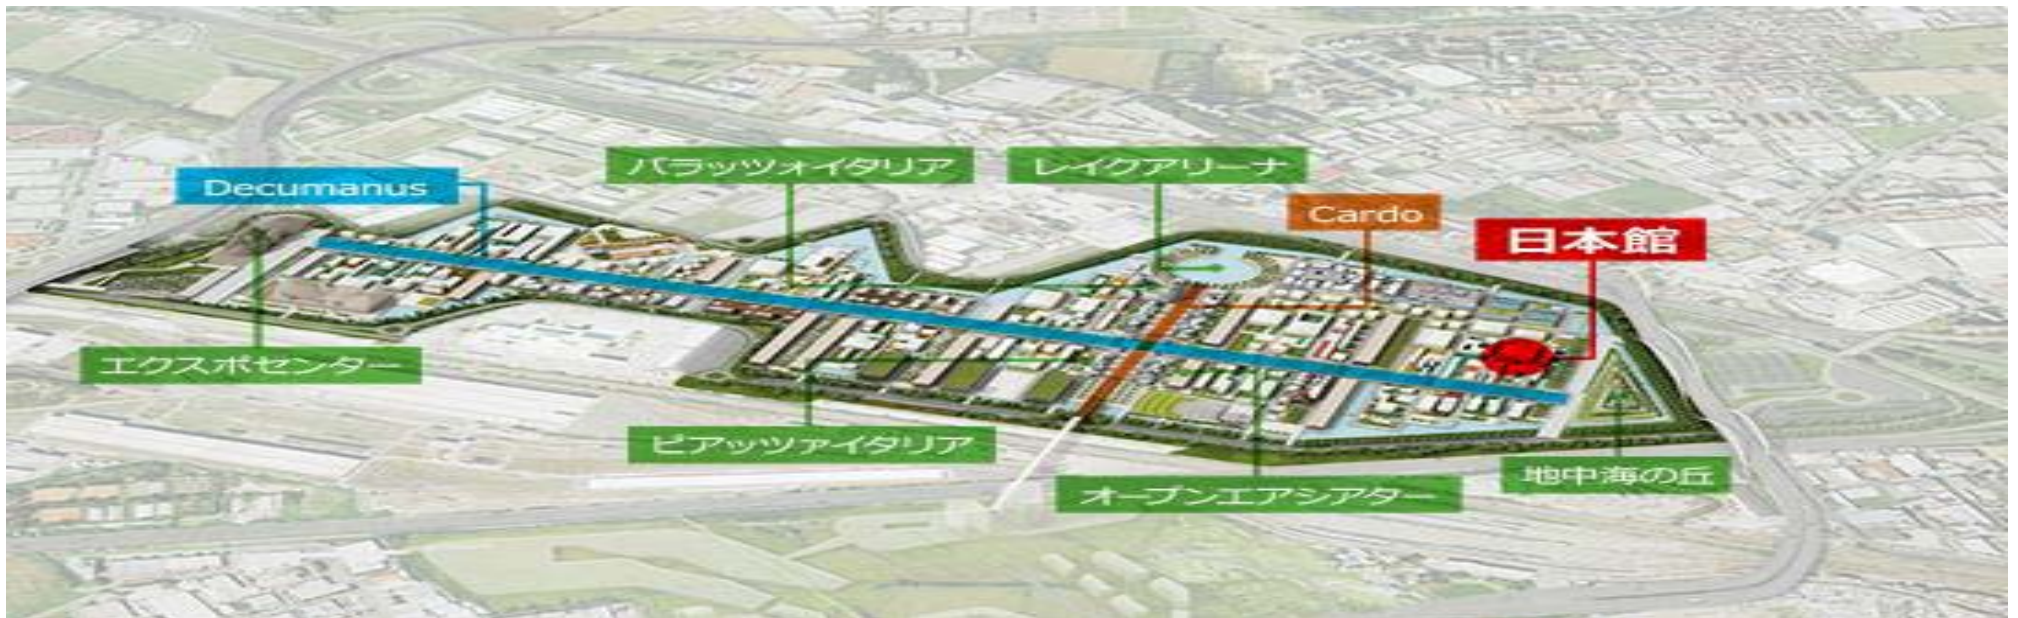 パラッツォイタリア
レイクアリーナ
Decumanus
Cardo
日本館
エクスポセンター
ピアッツァイタリア
地中海の丘
オープンエアシアター